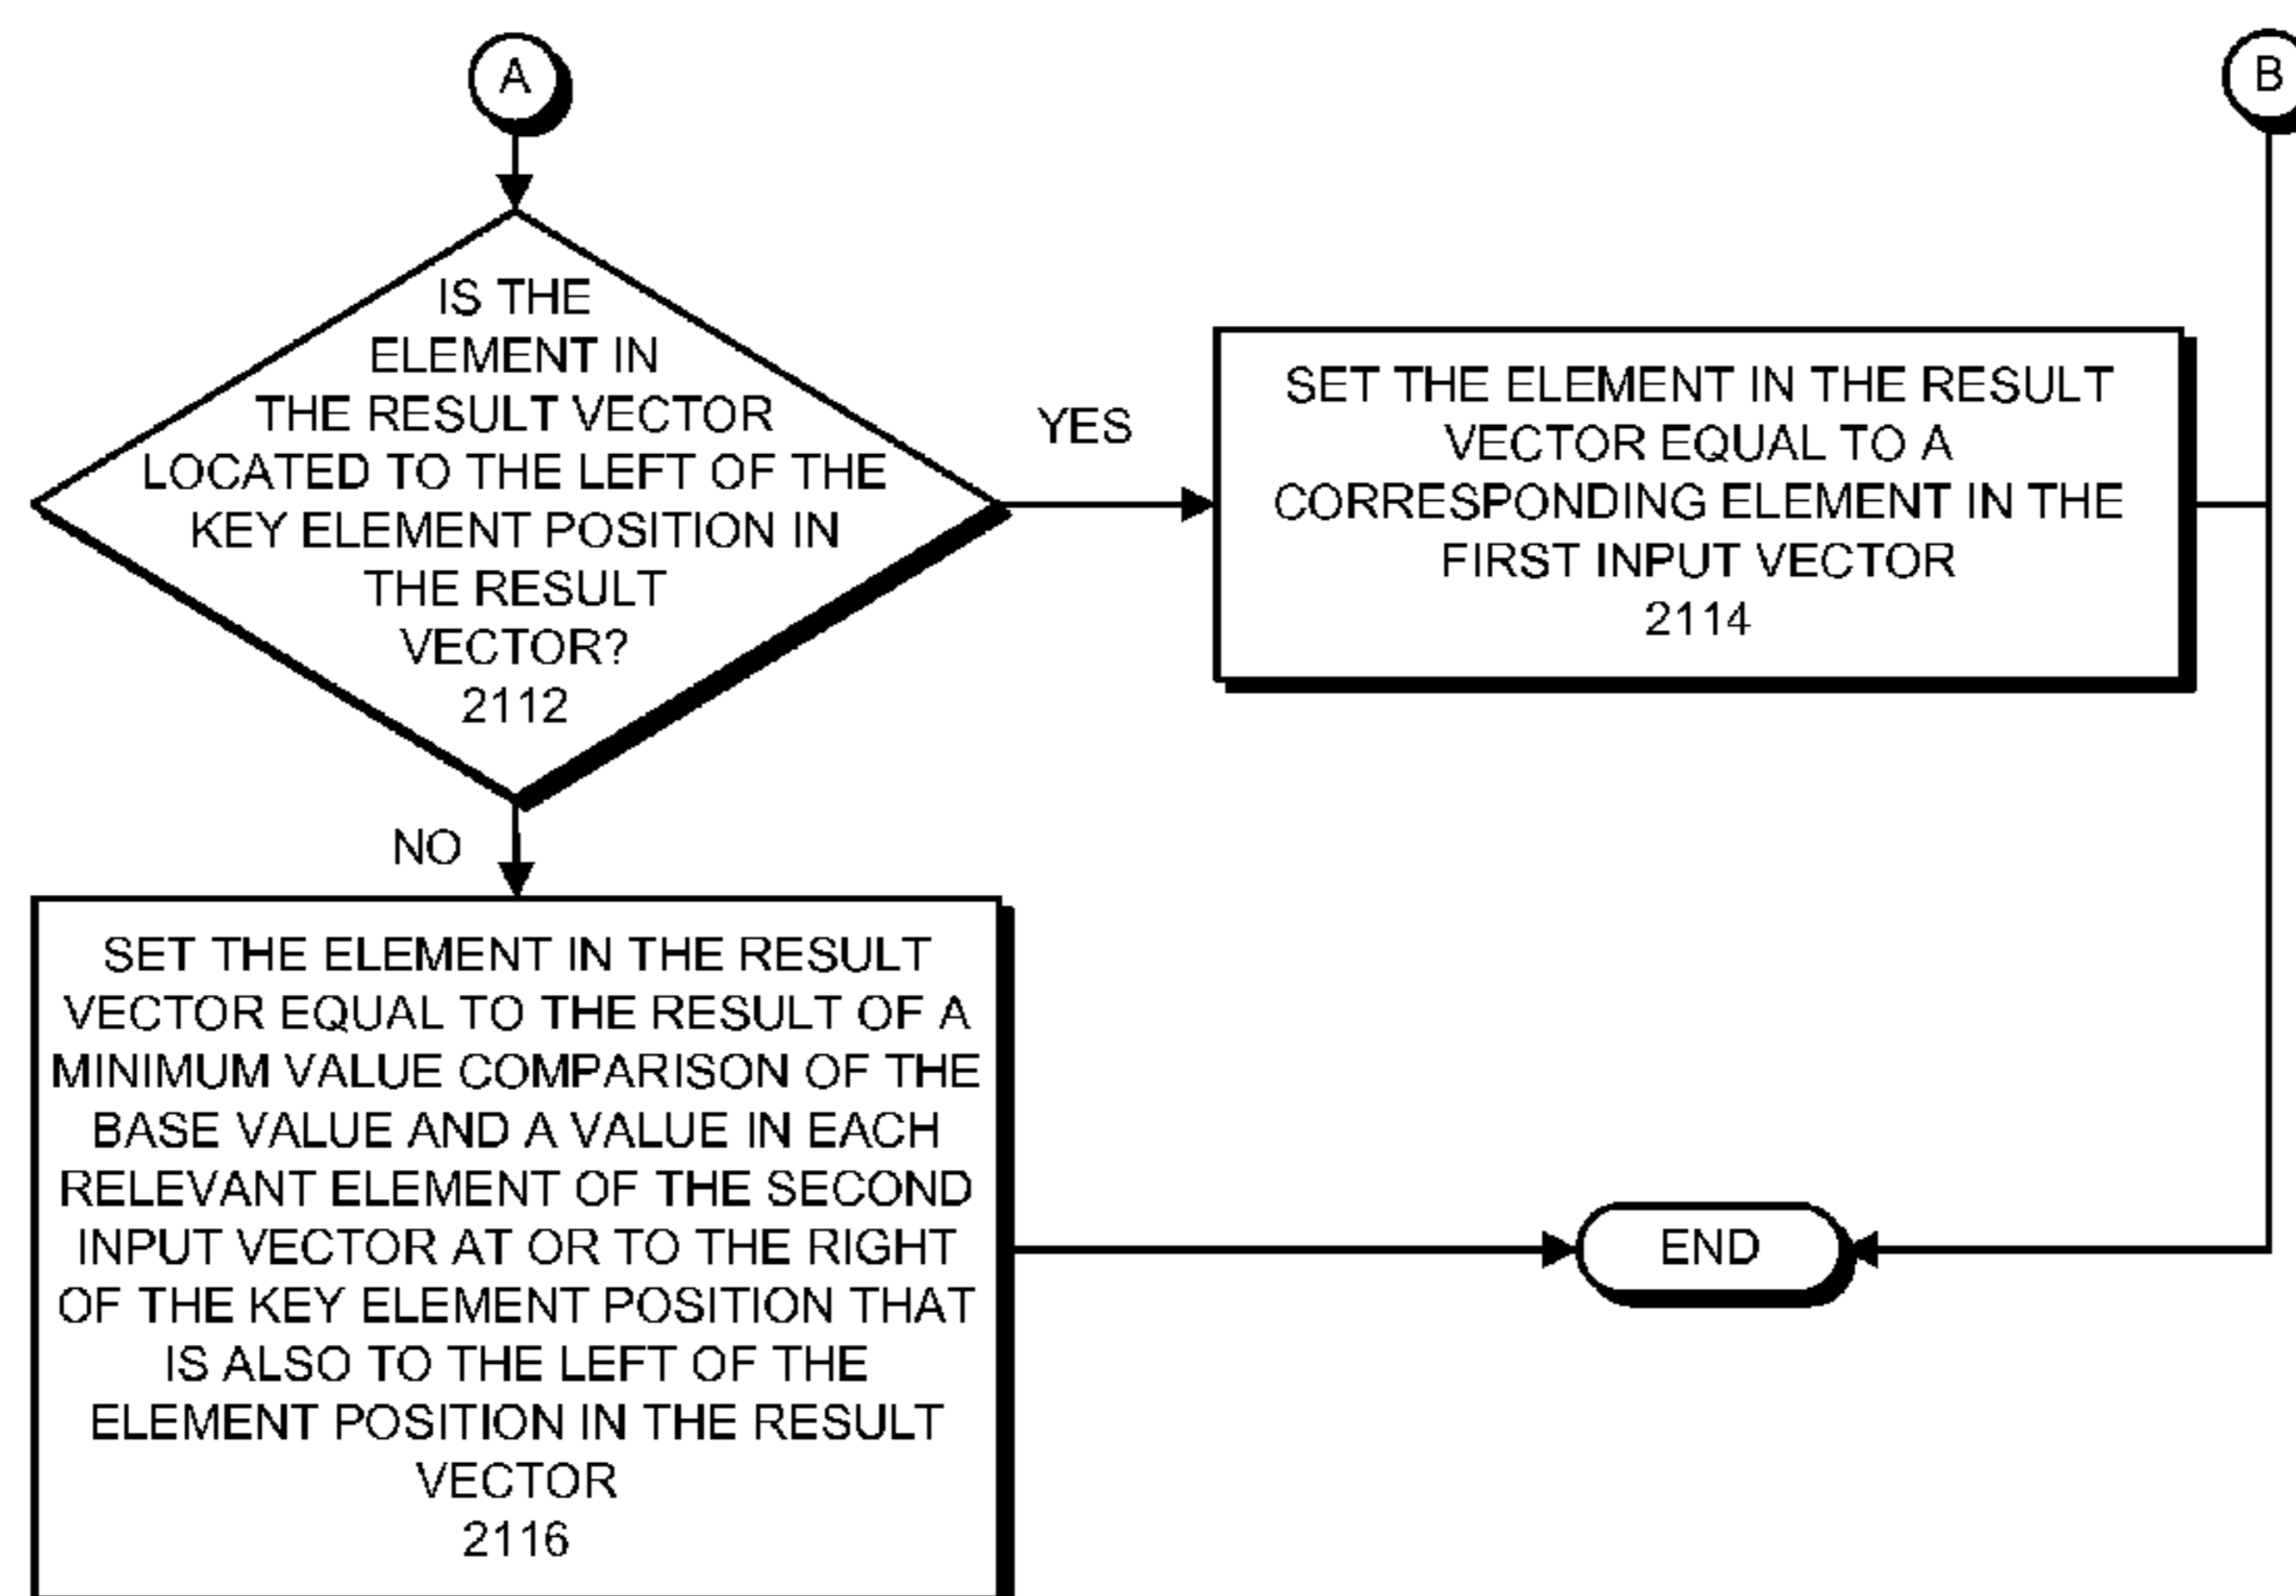 A
B
IS THE
ELEMENT IN
THE RESULT VECTOR
LOCATED TO THE LEFT OF THE
KEY ELEMENT POSITION IN
THE RESULT
VECTOR?
2112
YES
SET THE ELEMENT IN THE RESULT
VECTOR EQUAL TO A
CORRESPONDING ELEMENT IN THE
FIRST INPUT VECTOR
2114
NO
SET THE ELEMENT IN THE RESULT
VECTOR EQUAL TO THE RESULT OF A
MINIMUM VALUE COMPARISON OF THE
BASE VALUE AND A VALUE IN EACH
RELEVANT ELEMENT OF THE SECOND
INPUT VECTOR AT OR TO THE RIGHT
OF THE KEY ELEMENT POSITION THAT
IS ALSO TO THE LEFT OF THE
ELEMENT POSITION IN THE RESULT
VECTOR
2116
END